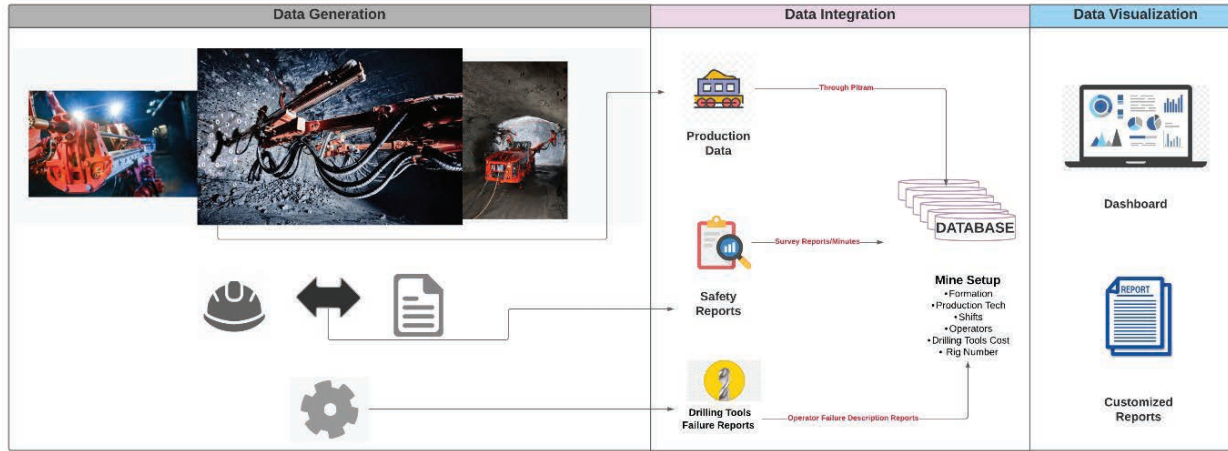 Data Generation
Data Integration
Data Visualization
Through Pitram
Production
Data
DATABASE
Dashboard
Survey Reports/Minutes
Safety
Reports
Mine Setup
•Formation
•Production Tech
•Shifts
•Operators
•Drilling Tools Cost
• Rig Number
REPORT
Drilling Tools
Failure Reports
Operator Failure Description Reports
Customized
Reports